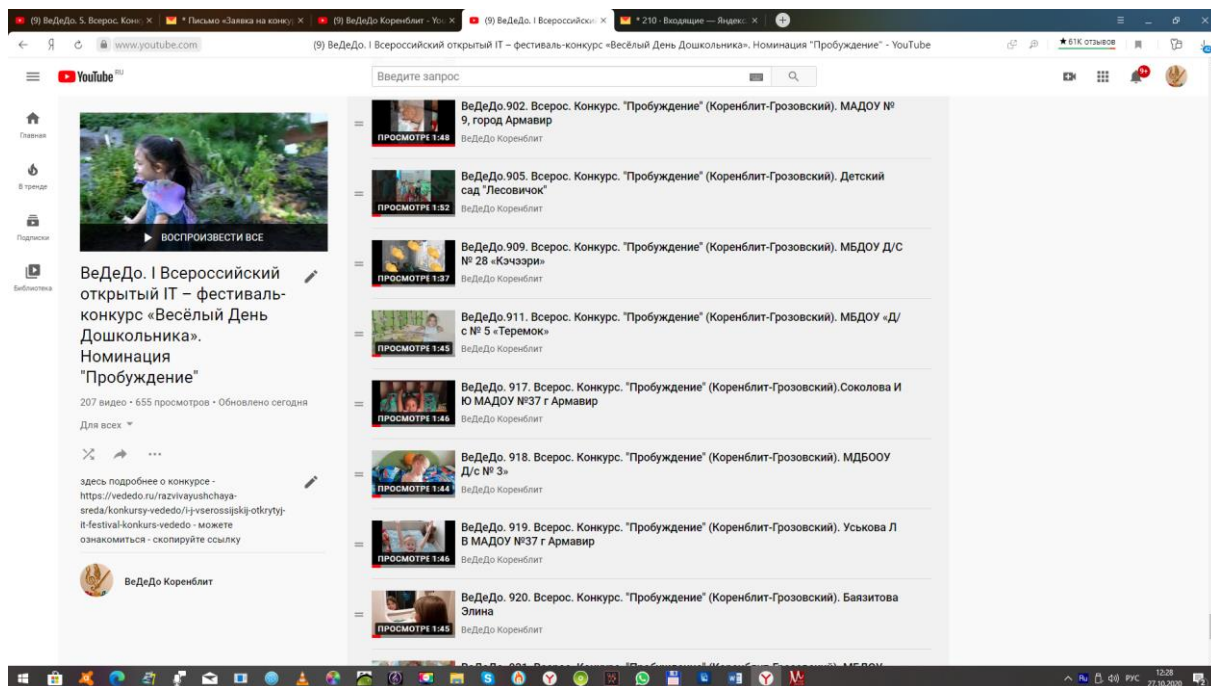 (9) ВеДеДо. 5. Всерос. Конку
* Письмо «Заявка на конкур
(9) ВеДеДо Коренблит - You
(9) ВеДеДо. I Всероссийски
* 210 · Входящие — Яндекс
www.youtube.com
(9) ВеДеДо. I Всероссийский открытый IT – фестиваль-конкурс «Весёлый День Дошкольника». Номинация "Пробуждение" - YouTube
★ 61K отзывов
YouTube RU
Введите запрос
9+
Главная
В тренде
Подписки
Библиотека
ВОСПРОИЗВЕСТИ ВСЕ
ВеДеДо. I Всероссийский
открытый IT – фестиваль-
конкурс «Весёлый День
Дошкольника».
Номинация
"Пробуждение"
207 видео • 655 просмотров • Обновлено сегодня
Для всех
здесь подробнее о конкурсе -
https://vededo.ru/razvivayushchaya-
sreda/konkursy-vededo/i-j-vserossijskij-otkrytyj-
it-festival-konkurs-vededo - можете
ознакомиться - скопируйте ссылку
ВеДеДо Коренблит
ПРОСМОТРЕ 1:48
ВеДеДо.902. Всерос. Конкурс. "Пробуждение" (Коренблит-Грозовский). МАДОУ №
9, город Армавир
ВеДеДо Коренблит
ПРОСМОТРЕ 1:52
ВеДеДо.905. Всерос. Конкурс. "Пробуждение" (Коренблит-Грозовский). Детский
сад "Лесовичок"
ВеДеДо Коренблит
ПРОСМОТРЕ 1:37
ВеДеДо.909. Всерос. Конкурс. "Пробуждение" (Коренблит-Грозовский). МБДОУ Д/С
№ 28 «Кэчээри»
ВеДеДо Коренблит
ПРОСМОТРЕ 1:45
ВеДеДо.911. Всерос. Конкурс. "Пробуждение" (Коренблит-Грозовский). МБДОУ «Д/
с № 5 «Теремок»
ВеДеДо Коренблит
ПРОСМОТРЕ 1:46
ВеДеДо. 917. Всерос. Конкурс. "Пробуждение" (Коренблит-Грозовский).Соколова И
Ю МАДОУ №37 г Армавир
ВеДеДо Коренблит
ПРОСМОТРЕ 1:44
ВеДеДо. 918. Всерос. Конкурс. "Пробуждение" (Коренблит-Грозовский). МДБООУ
Д/с № 3»
ВеДеДо Коренблит
ПРОСМОТРЕ 1:46
ВеДеДо. 919. Всерос. Конкурс. "Пробуждение" (Коренблит-Грозовский). Уськова Л
В МАДОУ №37 г Армавир
ВеДеДо Коренблит
ПРОСМОТРЕ 1:45
ВеДеДо. 920. Всерос. Конкурс. "Пробуждение" (Коренблит-Грозовский). Баязитова
Элина
ВеДеДо Коренблит
Ru
РУС
12:28
27.10.2020